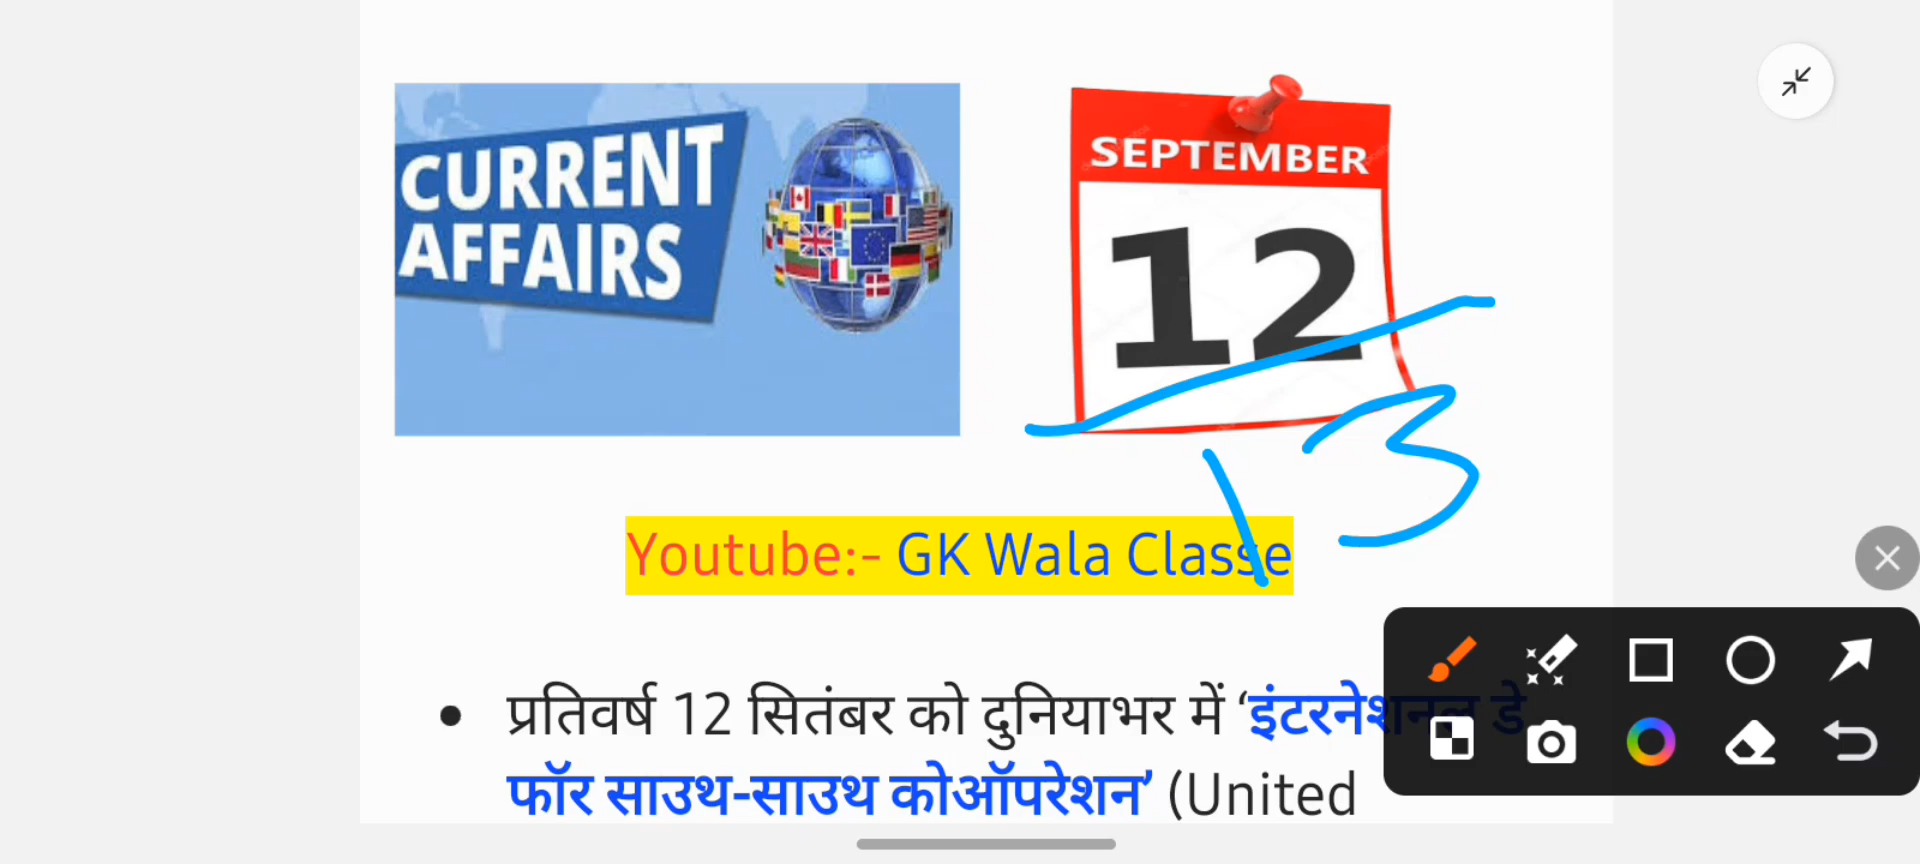 CURRENT
AFFAIRS
SEPTEMBER
12
13
Youtube:- GK Wala Classe
• प्रतिवर्ष 12 सितंबर को दुनियाभर में ‘इंटरनेशनल डे
फॉर साउथ-साउथ कोऑपरेशन’ (United